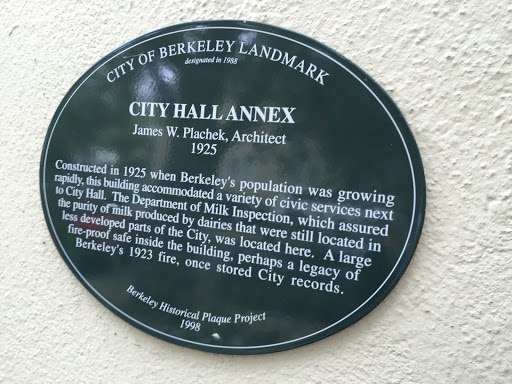 CITY OF BERKELEY LANDMARK
designated in 1988
CITY HALL ANNEX
James W. Plachek, Architect
1925
Constructed in 1925 when Berkeley's population was growing
rapidly, this building accommodated a variety of civic services next
to City Hall. The Department of Milk Inspection, which assured
the purity of milk produced by dairies that were still located in
less developed parts of the City, was located here. A large
fire-proof safe inside the building, perhaps a legacy of
Berkeley's 1923 fire, once stored City records.
Berkeley Historical Plaque Project
1998